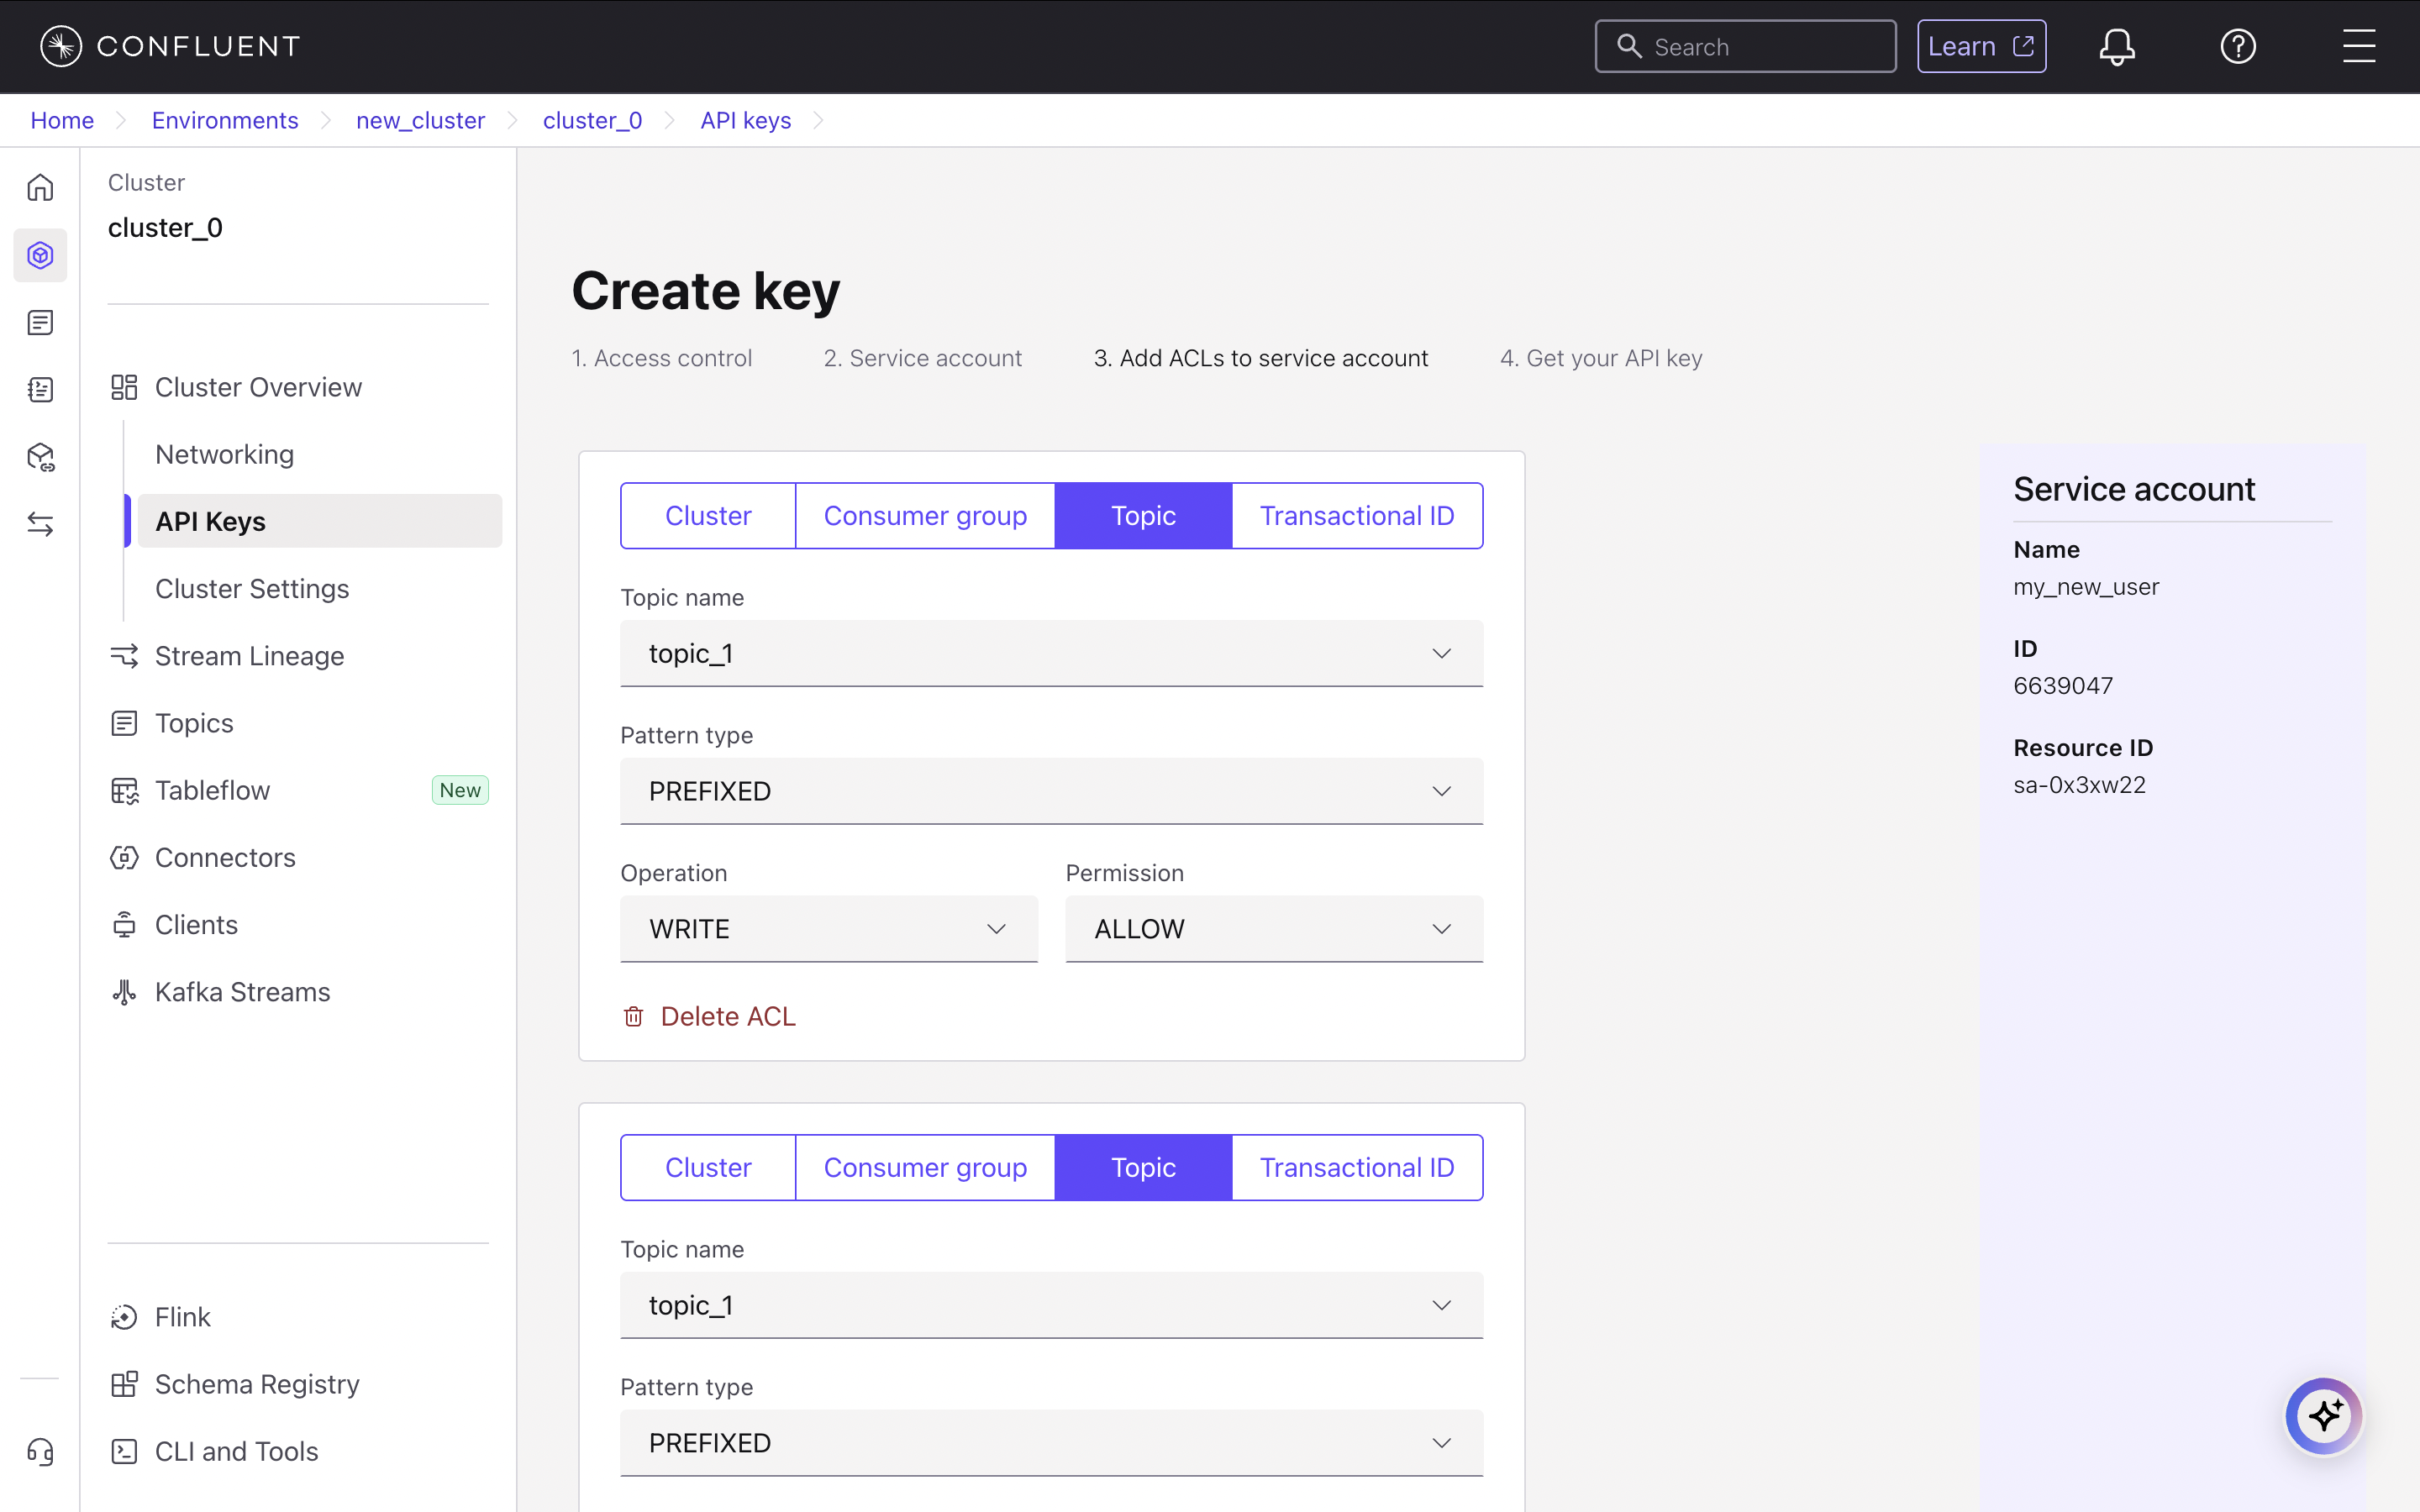 CONFLUENT
Search
Learn
Home
Environments
new_cluster
cluster_0
API keys
Cluster
cluster_0
Cluster Overview
Networking
API Keys
Cluster Settings
Stream Lineage
Topics
Tableflow
New
Connectors
Clients
Kafka Streams
Flink
Schema Registry
CLI and Tools
Create key
1. Access control
2. Service account
3. Add ACLs to service account
4. Get your API key
Cluster
Consumer group
Topic
Transactional ID
Topic name
topic_1
Pattern type
PREFIXED
Operation
Permission
WRITE
ALLOW
Delete ACL
Cluster
Consumer group
Topic
Transactional ID
Topic name
topic_1
Pattern type
PREFIXED
Service account
Name
my_new_user
ID
6639047
Resource ID
sa-0x3xw22